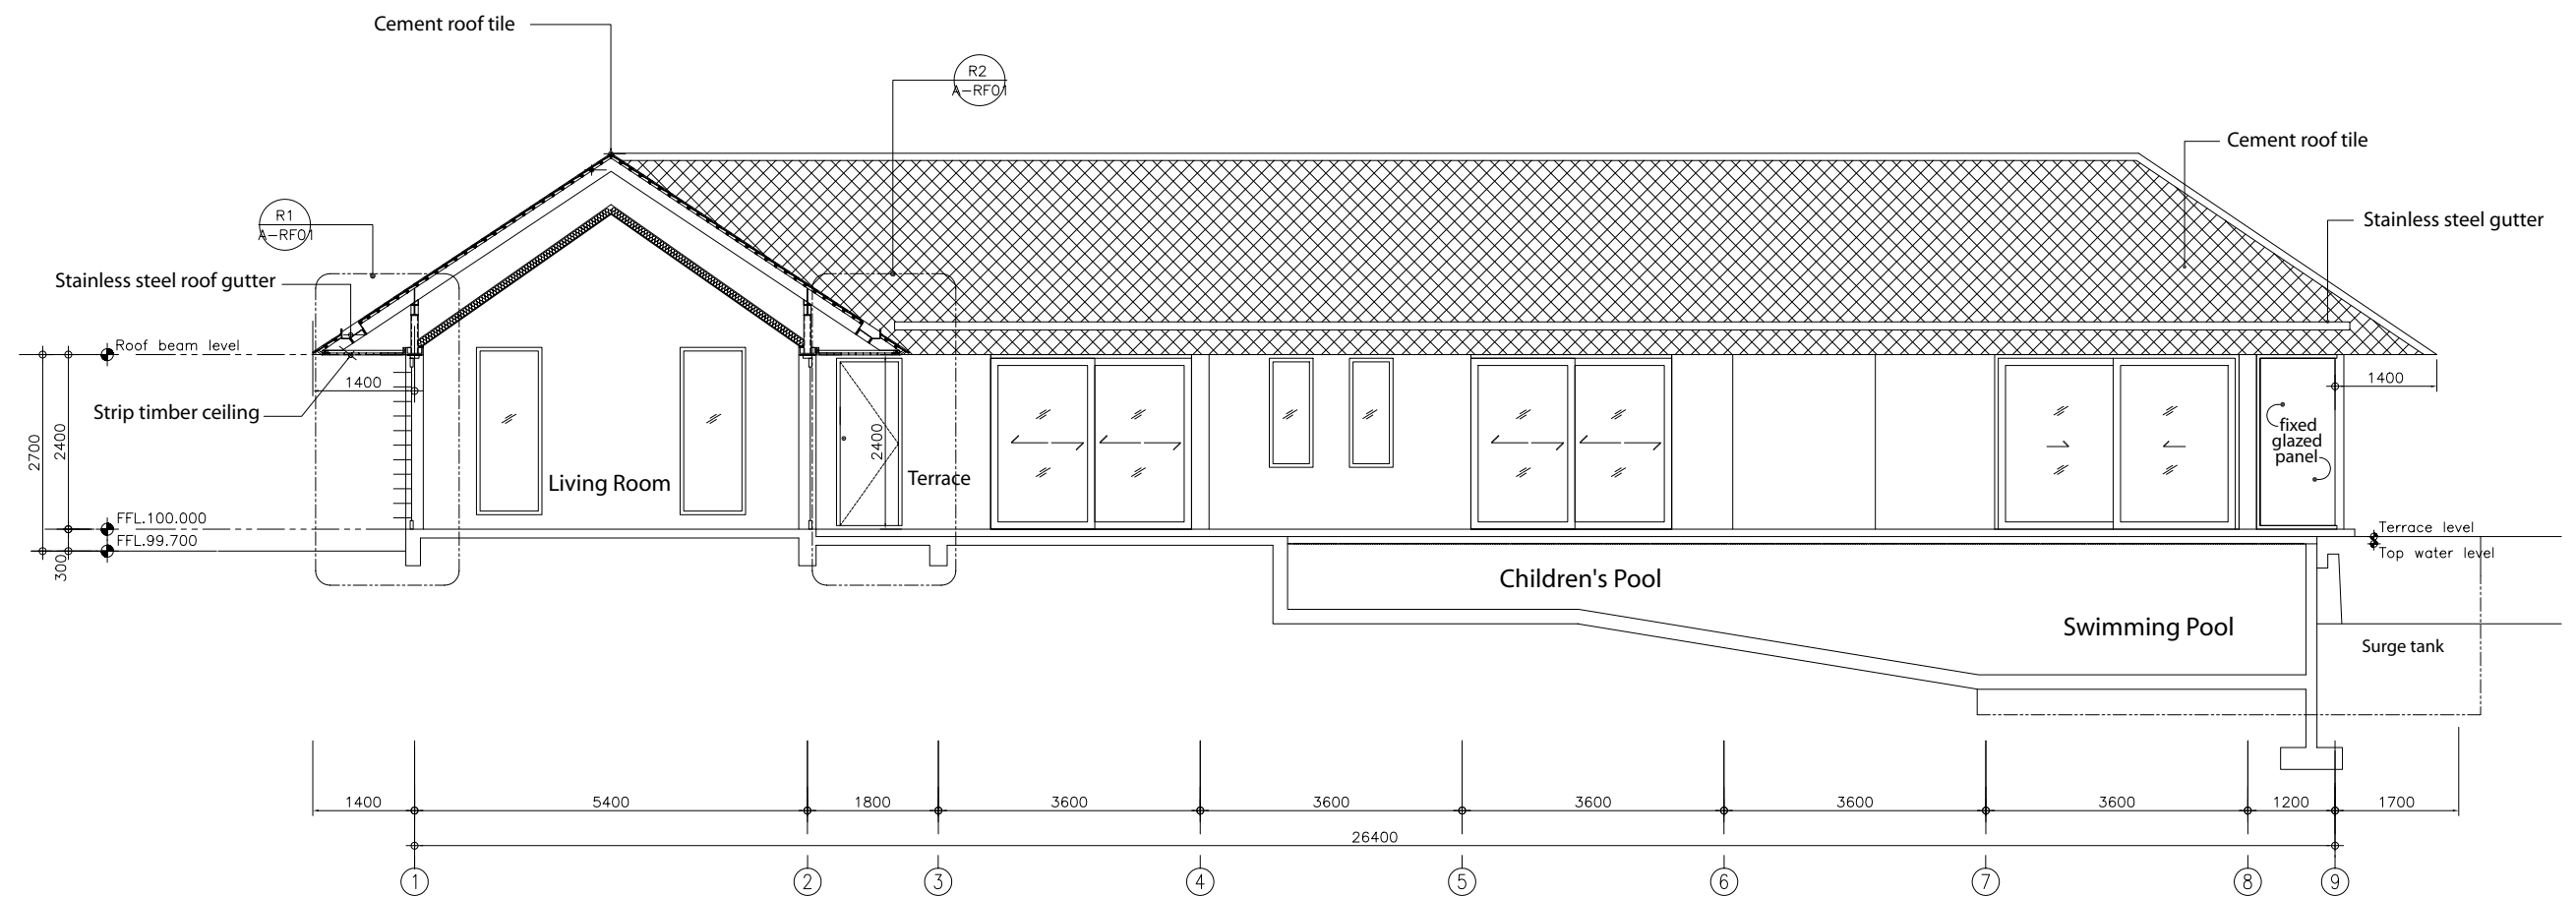 Cement roof tile
R2
A-RF01
Cement roof tile
R1
A-RF01
Stainless steel gutter
Stainless steel roof gutter
Roof beam level
1400
1400
Strip timber ceiling
fixed
glazed
panel
2700
2400
2400
Living Room
Terrace
FFL.100.000
FFL.99.700
300
Terrace level
Top water level
Children's Pool
Swimming Pool
Surge tank
1400 5400 1800 3600 3600 3600 3600 3600 1200 1700
26400
1 2 3 4 5 6 7 8 9